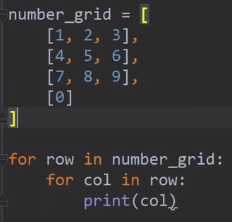 number_grid = [
    [1, 2, 3],
    [4, 5, 6],
    [7, 8, 9],
    [0]
]
for row in number_grid:
    for col in row:
        print(col)